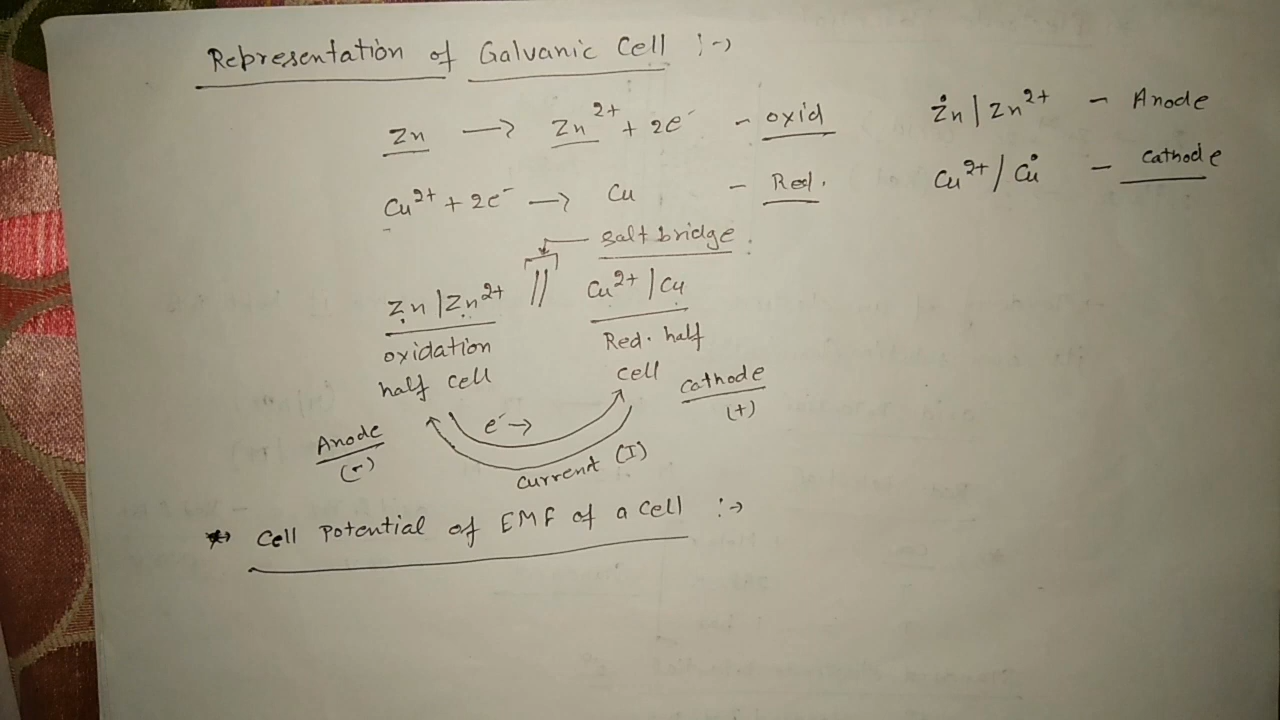 Representation of Galvanic Cell :->
Zn → Zn²⁺ + 2e⁻ - oxid
Zn | Zn²⁺ - Anode
Cu²⁺ + 2e⁻ → Cu - Red.
Cu²⁺ / Cu - Cathode
salt bridge
Zn | Zn²⁺ // Cu²⁺ | Cu
oxidation
half cell
Red. half
cell
Cathode
(+)
Anode
(-)
e⁻ →
Current (I)
* Cell Potential of EMF of a Cell :->